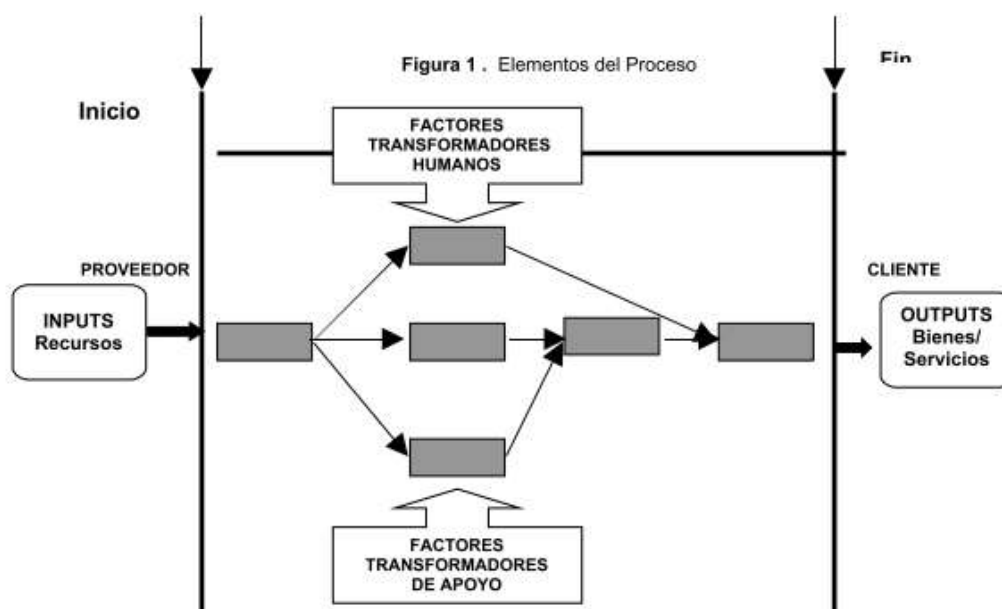 Figura 1 . Elementos del Proceso
Inicio
FACTORES
TRANSFORMADORES
HUMANOS
PROVEEDOR
CLIENTE
INPUTS
Recursos
OUTPUTS
Bienes/
Servicios
FACTORES
TRANSFORMADORES
DE APOYO